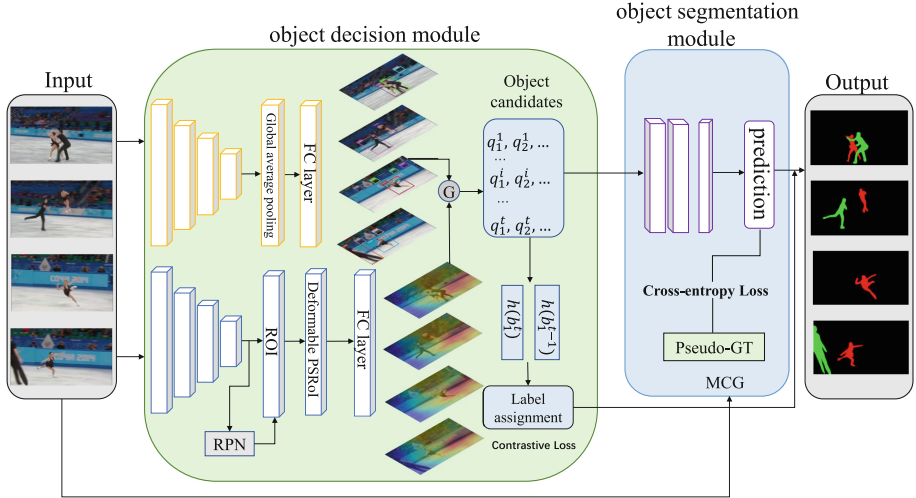 object decision module
object segmentation
module
Input
Output
Object
candidates
Global average pooling
FC layer
G
q₁¹, q₂¹, ...
...
q₁ⁱ, q₂ⁱ, ...
...
q₁ᵗ, q₂ᵗ, ...
prediction
Cross-entropy Loss
Pseudo-GT
MCG
ROI
Deformable PSRoI
FC layer
RPN
h(b₁ᵗ)
h(b₁ᵗ⁻¹)
Label
assignment
Contrastive Loss